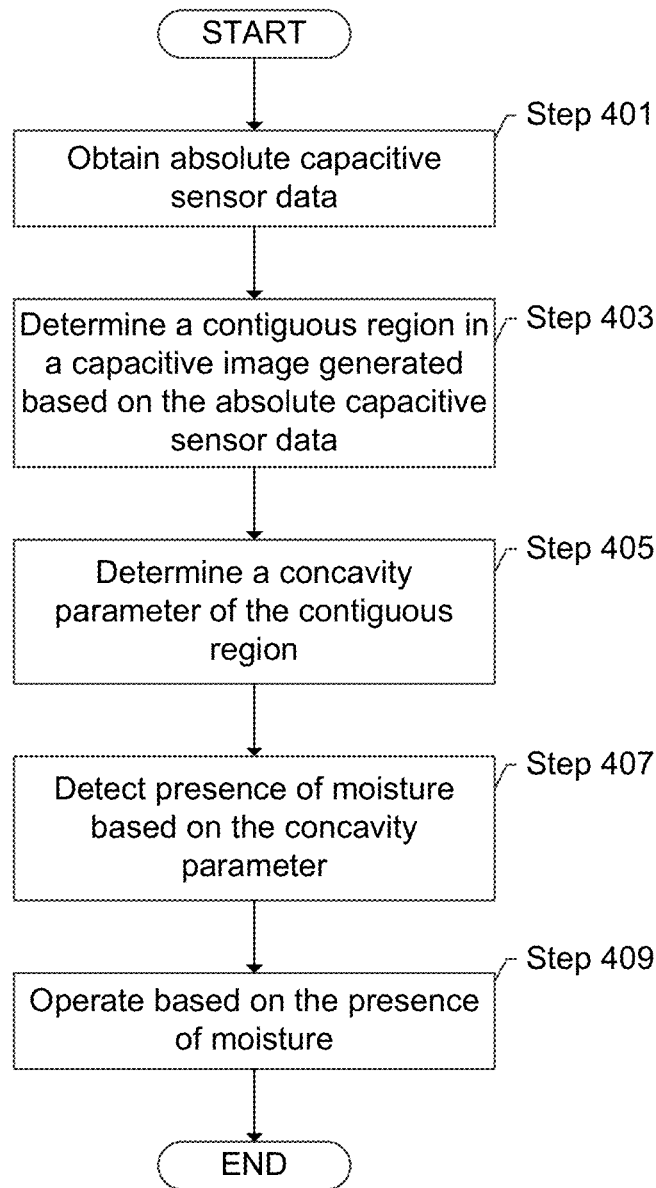 START
Step 401
Obtain absolute capacitive
sensor data
Step 403
Determine a contiguous region in
a capacitive image generated
based on the absolute capacitive
sensor data
Step 405
Determine a concavity
parameter of the contiguous
region
Step 407
Detect presence of moisture
based on the concavity
parameter
Step 409
Operate based on the presence
of moisture
END